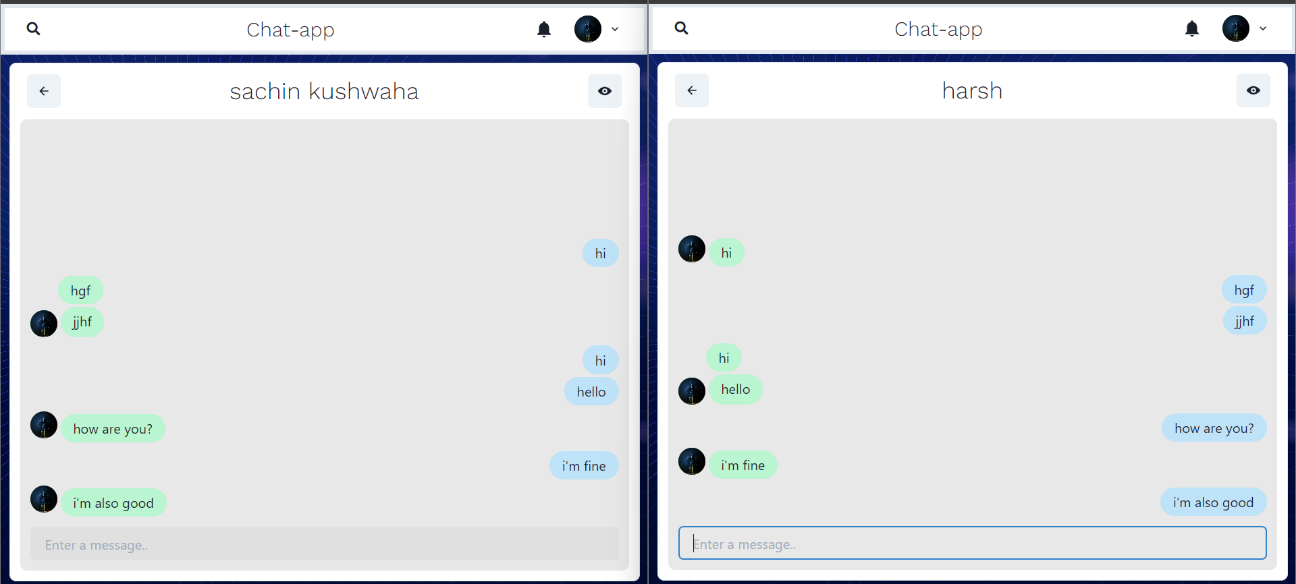 Chat-app
sachin kushwaha
hi
hgf
jjhf
hi
hello
how are you?
i'm fine
i'm also good
Enter a message..
Chat-app
harsh
hi
hgf
jjhf
hi
hello
how are you?
i'm fine
i'm also good
Enter a message..